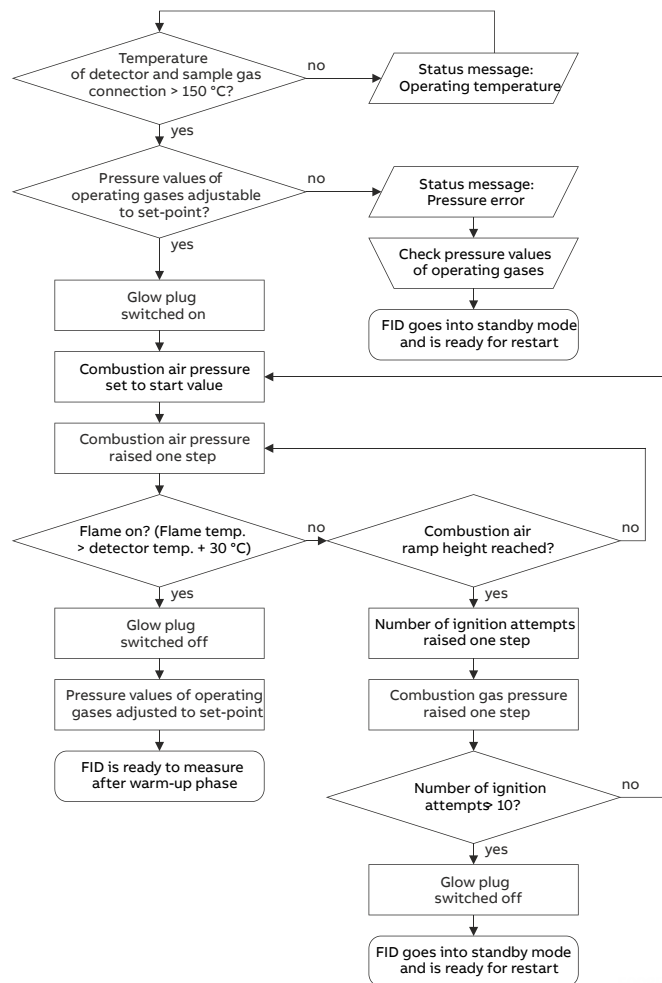 Temperature
of detector and sample gas
connection > 150 °C?
no
Status message:
Operating temperature
yes
Pressure values of
operating gases adjustable
to set-point?
no
Status message:
Pressure error
yes
Check pressure values
of operating gases
Glow plug
switched on
FID goes into standby mode
and is ready for restart
Combustion air pressure
set to start value
Combustion air pressure
raised one step
Flame on? (Flame temp.
> detector temp. + 30 °C)
no
Combustion air
ramp height reached?
no
yes
yes
Glow plug
switched off
Number of ignition attempts
raised one step
Pressure values of operating
gases adjusted to set-point
Combustion gas pressure
raised one step
FID is ready to measure
after warm-up phase
Number of ignition
attempts> 10?
no
yes
Glow plug
switched off
FID goes into standby mode
and is ready for restart